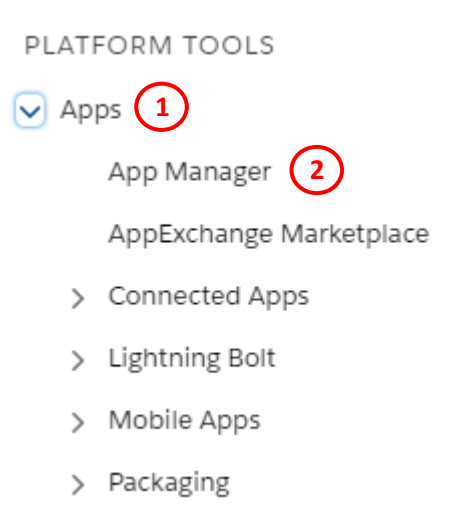 PLATFORM TOOLS
Apps 1
App Manager 2
AppExchange Marketplace
Connected Apps
Lightning Bolt
Mobile Apps
Packaging